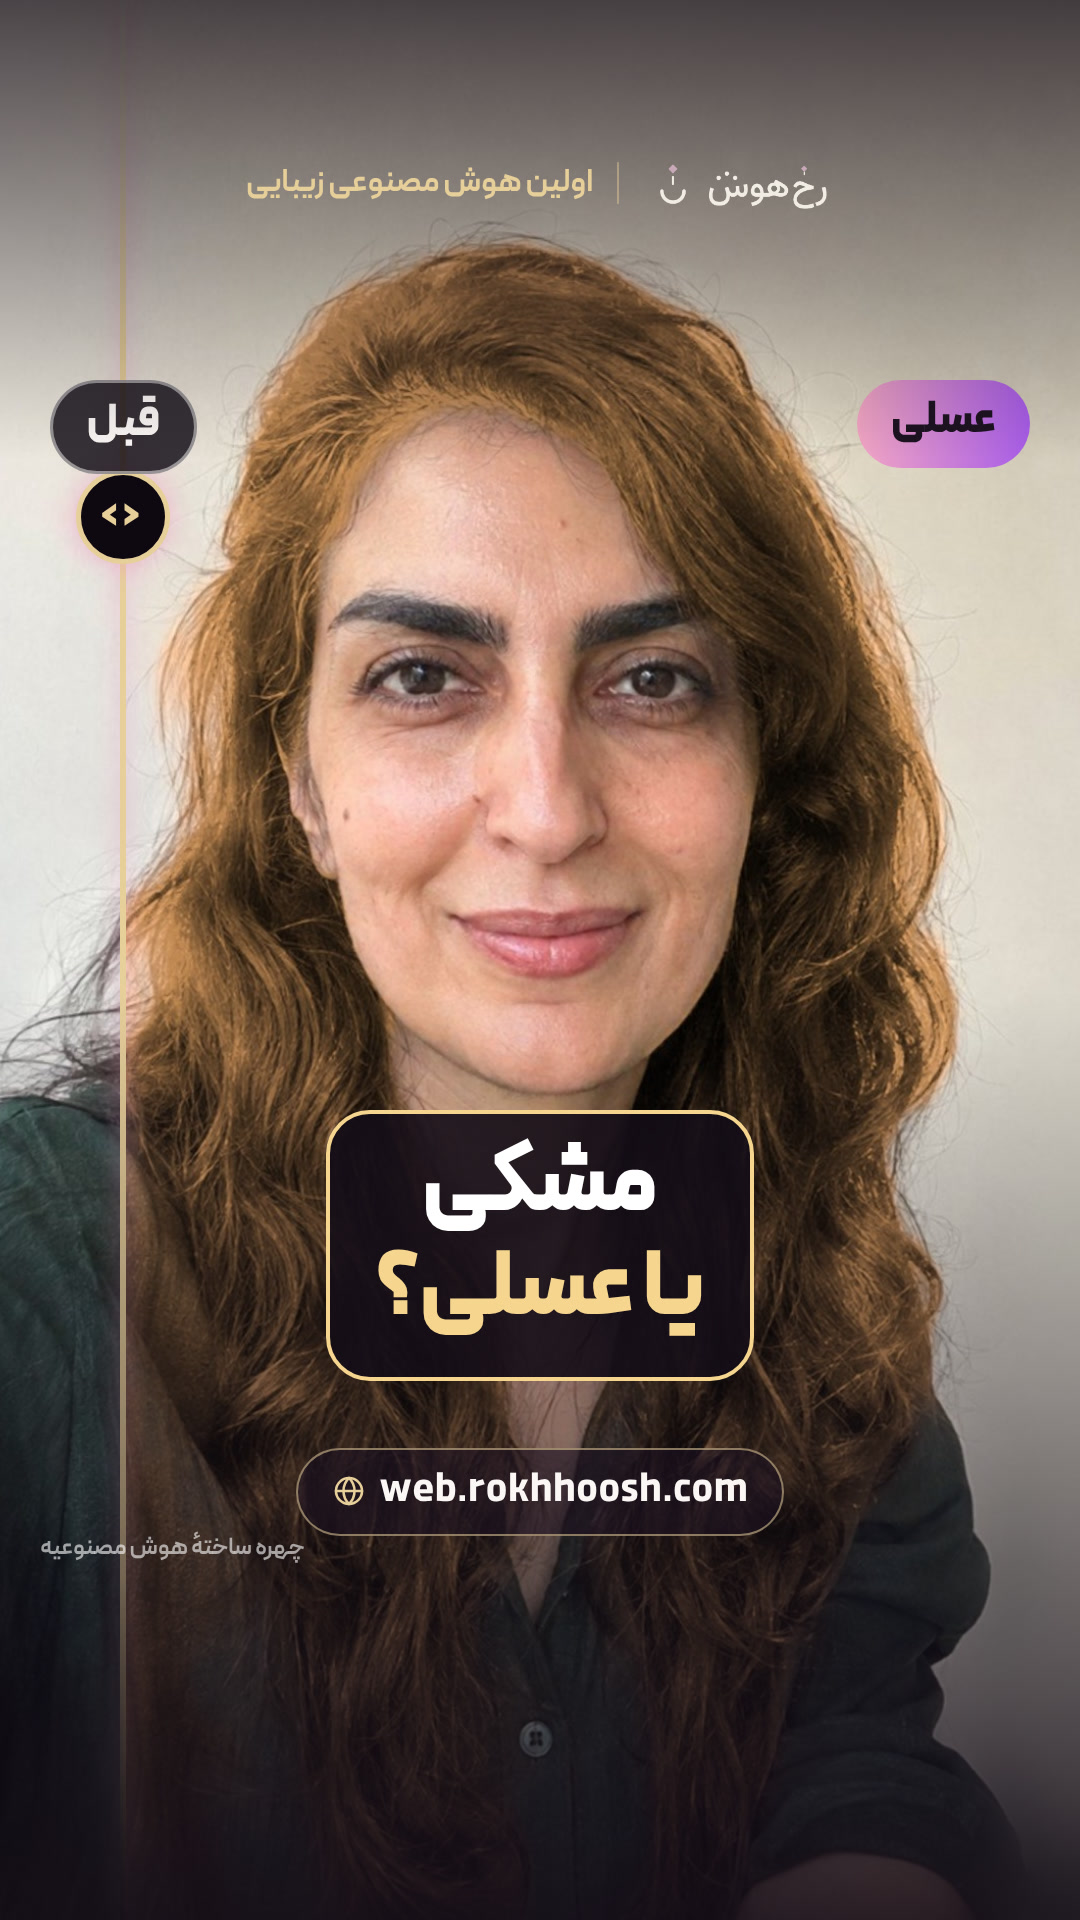 رخ‌هوش
اولین هوش مصنوعی زیبایی
عسلی
قبل
مشکی
یا عسلی؟
web.rokhhoosh.com
چهره ساختهٔ هوش مصنوعیه